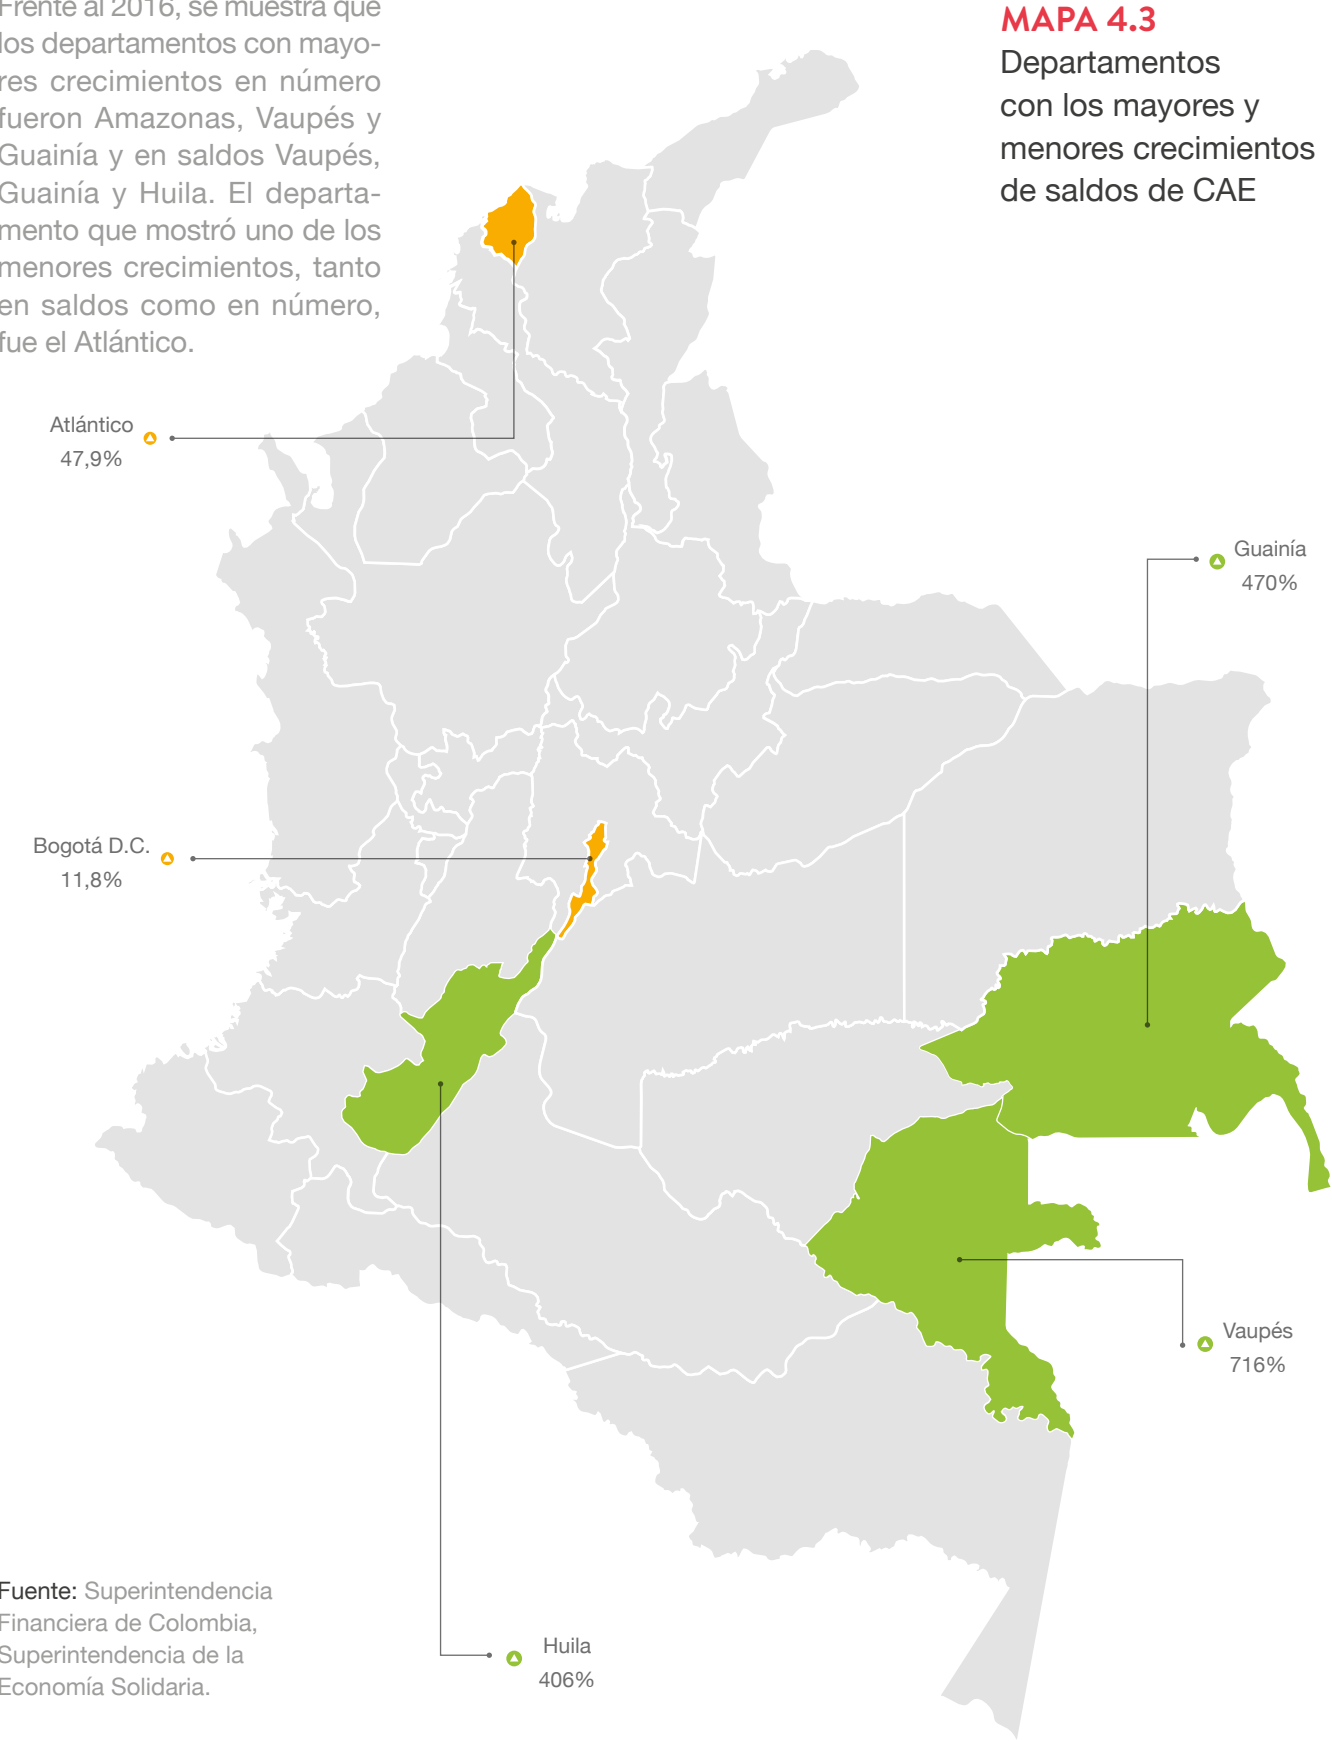 Frente al 2016, se muestra que
los departamentos con mayo-
res crecimientos en número
fueron Amazonas, Vaupés y
Guainía y en saldos Vaupés,
Guainía y Huila. El departa-
mento que mostró uno de los
menores crecimientos, tanto
en saldos como en número,
fue el Atlántico.
MAPA 4.3
Departamentos
con los mayores y
menores crecimientos
de saldos de CAE
Atlántico
47,9%
Guainía
470%
Bogotá D.C.
11,8%
Vaupés
716%
Huila
406%
Fuente: Superintendencia
Financiera de Colombia,
Superintendencia de la
Economía Solidaria.